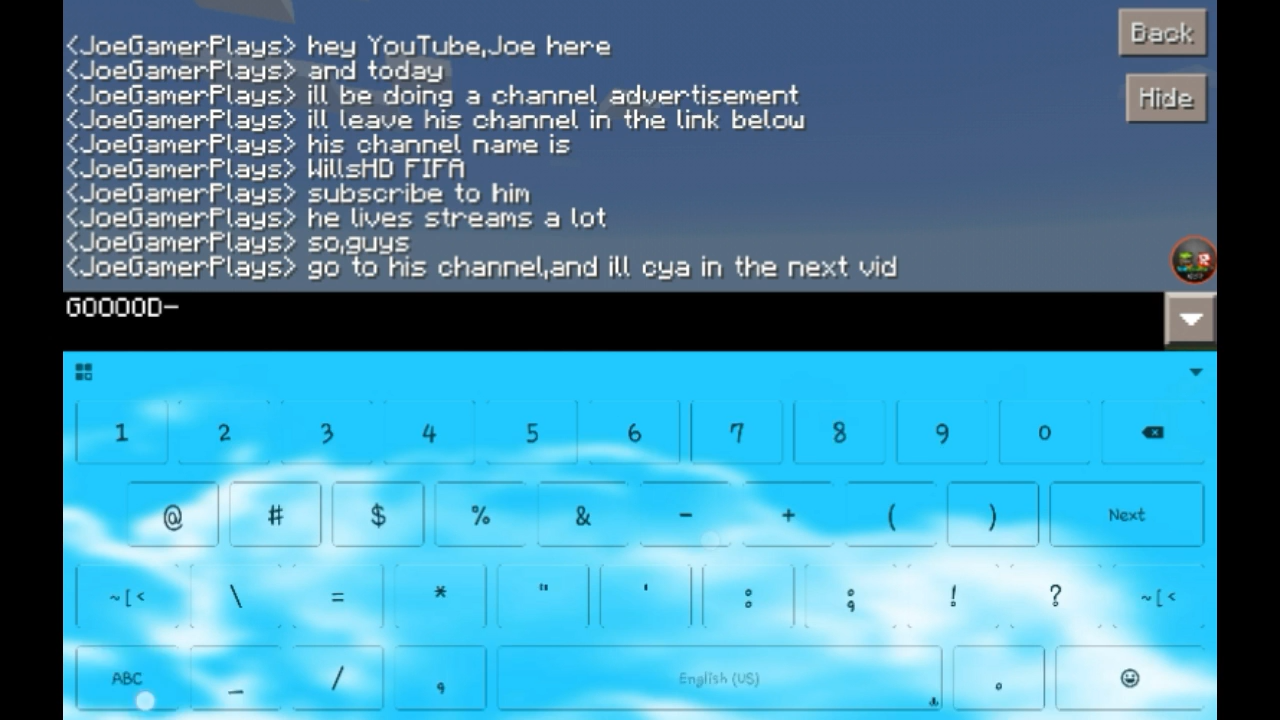 <JoeGamerPlays> hey YouTube,Joe here
<JoeGamerPlays> and today
<JoeGamerPlays> ill be doing a channel advertisement
<JoeGamerPlays> ill leave his channel in the link below
<JoeGamerPlays> his channel name is
<JoeGamerPlays> WillsHD FIFA
<JoeGamerPlays> subscribe to him
<JoeGamerPlays> he lives streams a lot
<JoeGamerPlays> so,guys
<JoeGamerPlays> go to his channel,and ill cya in the next vid
Back
Hide
GOOOOD-
1 2 3 4 5 6 7 8 9 0
@ # $ % & - + ( ) Next
~[< \ = * " ' : ; ! ? ~[<
ABC _ / , English (US) .